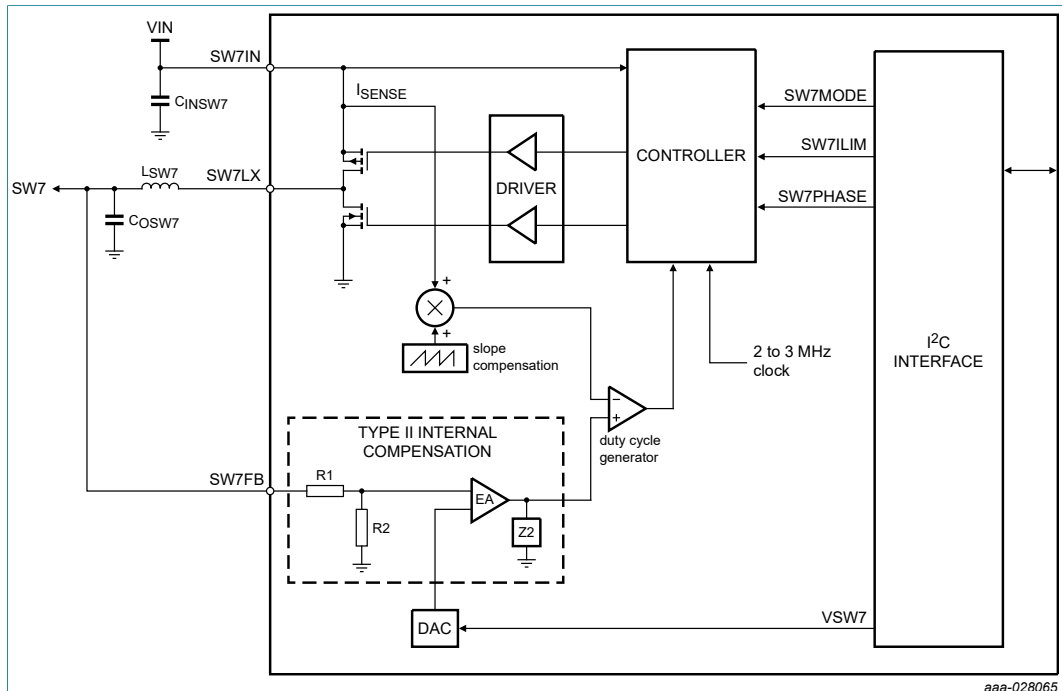 VIN
SW7IN
CINSW7
ISENSE
SW7MODE
SW7ILIM
SW7PHASE
CONTROLLER
DRIVER
LSW7
SW7LX
SW7
COSW7
+
+
slope
compensation
2 to 3 MHz
clock
I²C
INTERFACE
−
+
duty cycle
generator
TYPE II INTERNAL
COMPENSATION
SW7FB
R1
R2
EA
Z2
DAC
VSW7
aaa-028065